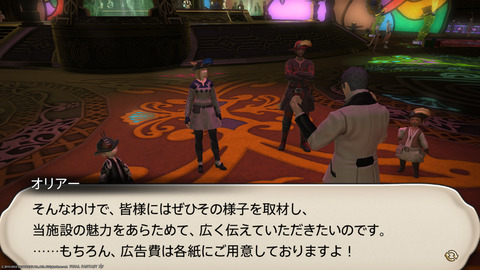 オリアー
そんなわけで、皆様にはぜひその様子を取材し、
当施設の魅力をあらためて、広く伝えていただきたいのです。
……もちろん、広告費は各紙にご用意しておりますよ！
FINAL FANTASY XIV